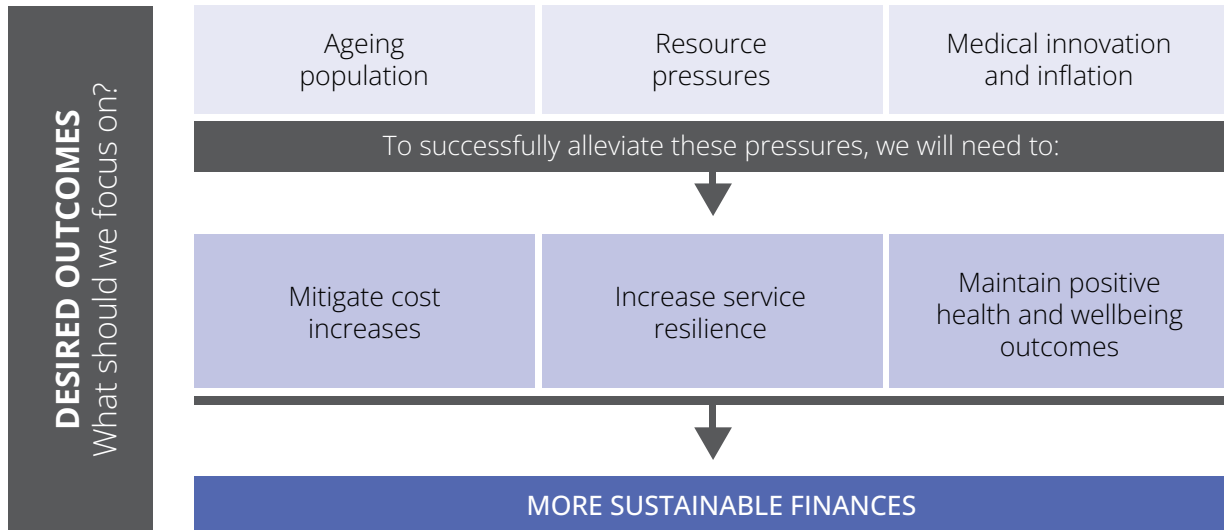 DESIRED OUTCOMES
What should we focus on?
Ageing
population
Resource
pressures
Medical innovation
and inflation
To successfully alleviate these pressures, we will need to:
Mitigate cost
increases
Increase service
resilience
Maintain positive
health and wellbeing
outcomes
MORE SUSTAINABLE FINANCES